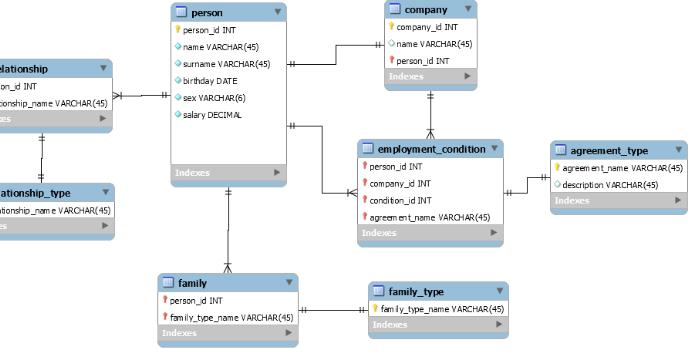 person
person_id INT
name VARCHAR(45)
surname VARCHAR(45)
birthday DATE
sex VARCHAR(6)
salary DECIMAL
Indexes
company
company_id INT
name VARCHAR(45)
person_id INT
Indexes
elationship
on_id INT
tionship_name VARCHAR(45)
xes
ationship_type
lationship_name VARCHAR(45)
xes
employment_condition
person_id INT
company_id INT
condition_id INT
agreement_name VARCHAR(45)
Indexes
agreement_type
agreement_name VARCHAR(45)
description VARCHAR(45)
Indexes
family
person_id INT
family_type_name VARCHAR(45)
Indexes
family_type
family_type_name VARCHAR(45)
Indexes